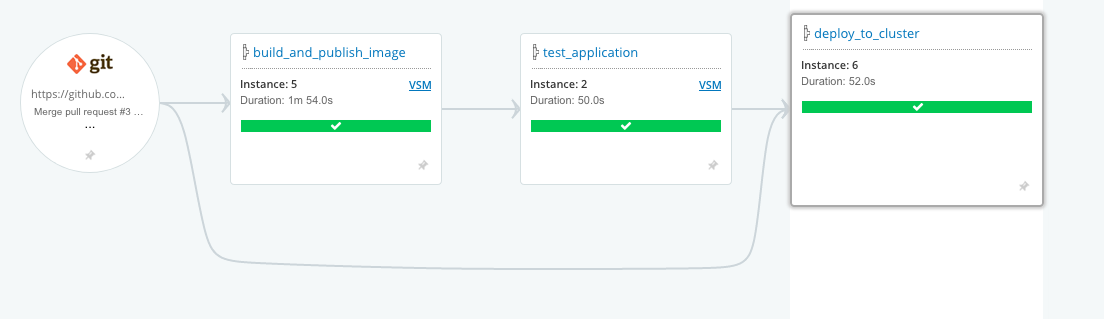 git
https://github.co...
Merge pull request #3 ...
...
build_and_publish_image
Instance: 5
VSM
Duration: 1m 54.0s
test_application
Instance: 2
VSM
Duration: 50.0s
deploy_to_cluster
Instance: 6
Duration: 52.0s